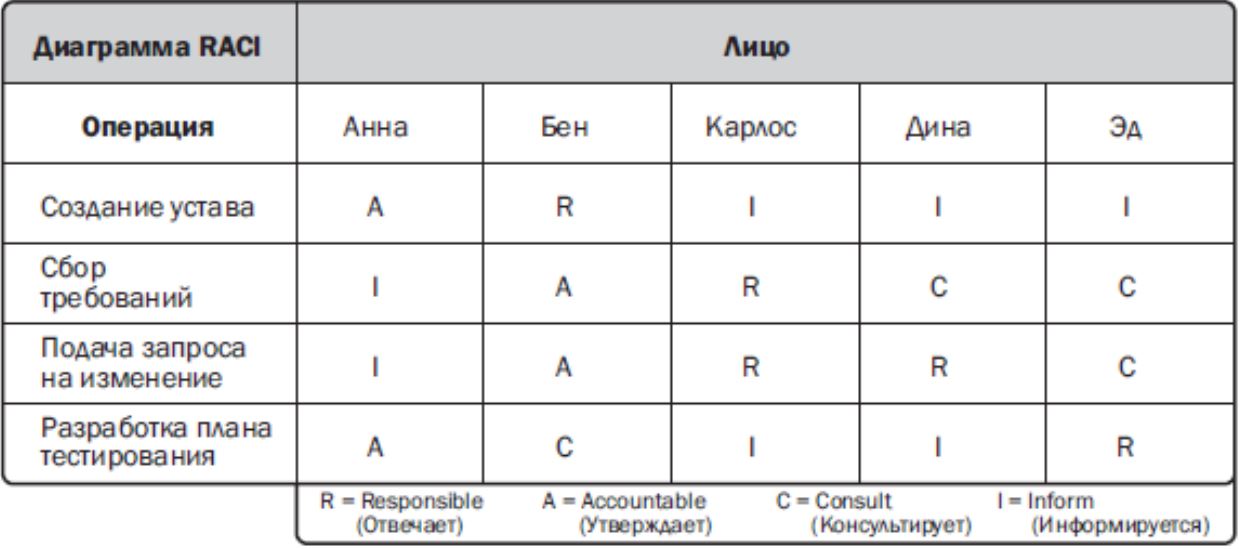 Диаграмма RACI Лицо
Операция Анна Бен Карлос Дина Эд
Создание устава A R I I I
Сбор
требований I A R C C
Подача запроса
на изменение I A R R C
Разработка плана
тестирования A C I I R
R = Responsible A = Accountable C = Consult I = Inform
(Отвечает) (Утверждает) (Консультирует) (Информируется)